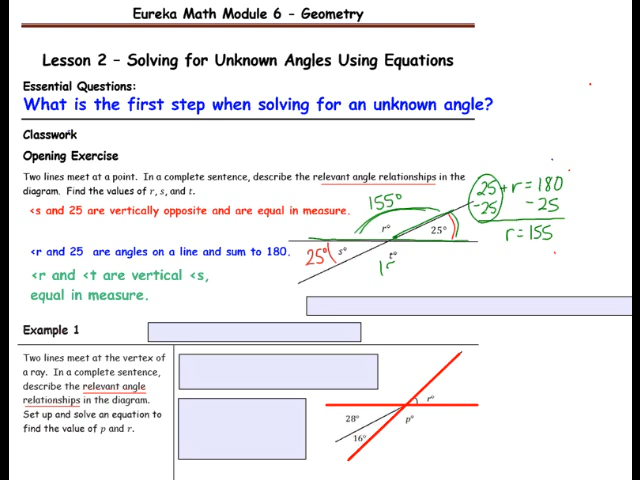 Eureka Math Module 6 – Geometry
Lesson 2 – Solving for Unknown Angles Using Equations
Essential Questions:
What is the first step when solving for an unknown angle?
Classwork
Opening Exercise
Two lines meet at a point. In a complete sentence, describe the relevant angle relationships in the
diagram. Find the values of r, s, and t.
<s and 25 are vertically opposite and are equal in measure.
<r and 25 are angles on a line and sum to 180.
<r and <t are vertical <s,
equal in measure.
155°
r°
25°
25°
s°
t°
25 + r = 180
-25 -25
r = 155
Example 1
Two lines meet at the vertex of
a ray. In a complete sentence,
describe the relevant angle
relationships in the diagram.
Set up and solve an equation to
find the value of p and r.
r°
28°
p°
16°